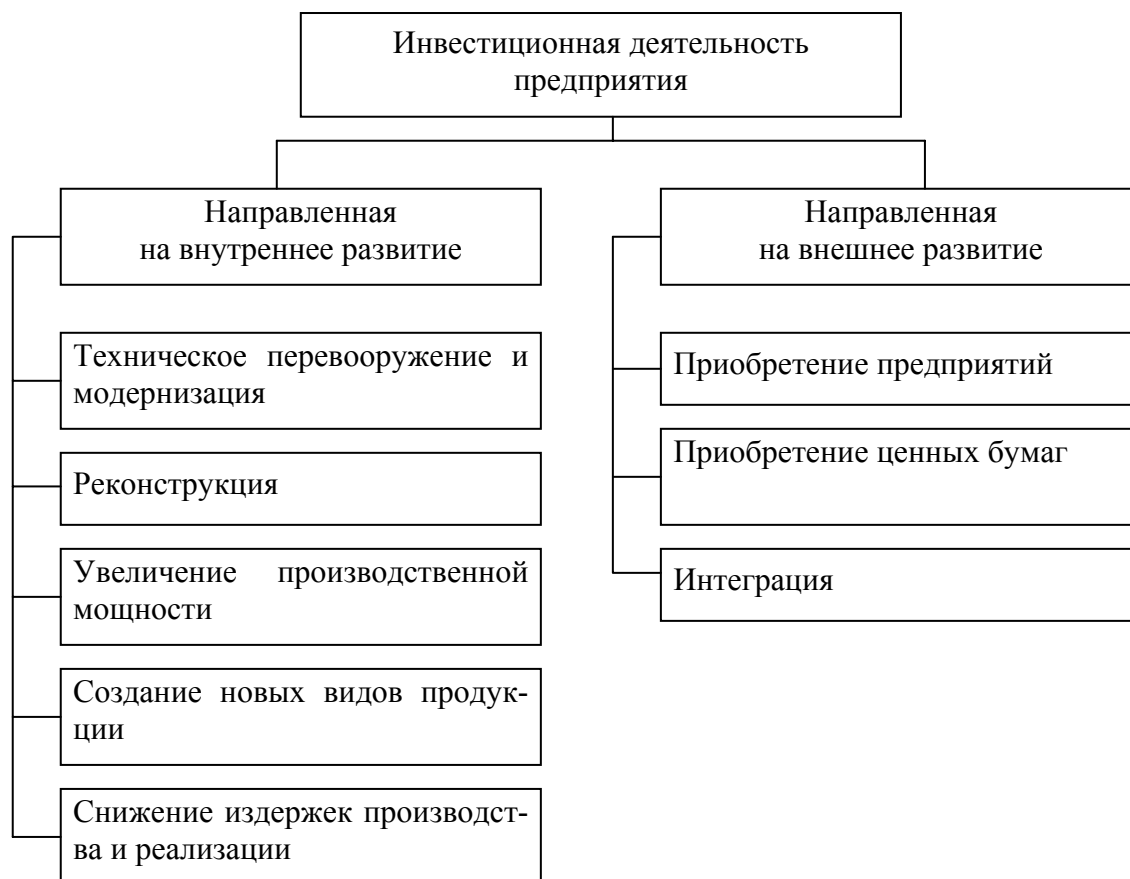 Инвестиционная деятельность
предприятия
Направленная
на внутреннее развитие
Техническое перевооружение и
модернизация
Реконструкция
Увеличение производственной
мощности
Создание новых видов продук-
ции
Снижение издержек производст-
ва и реализации
Направленная
на внешнее развитие
Приобретение предприятий
Приобретение ценных бумаг
Интеграция